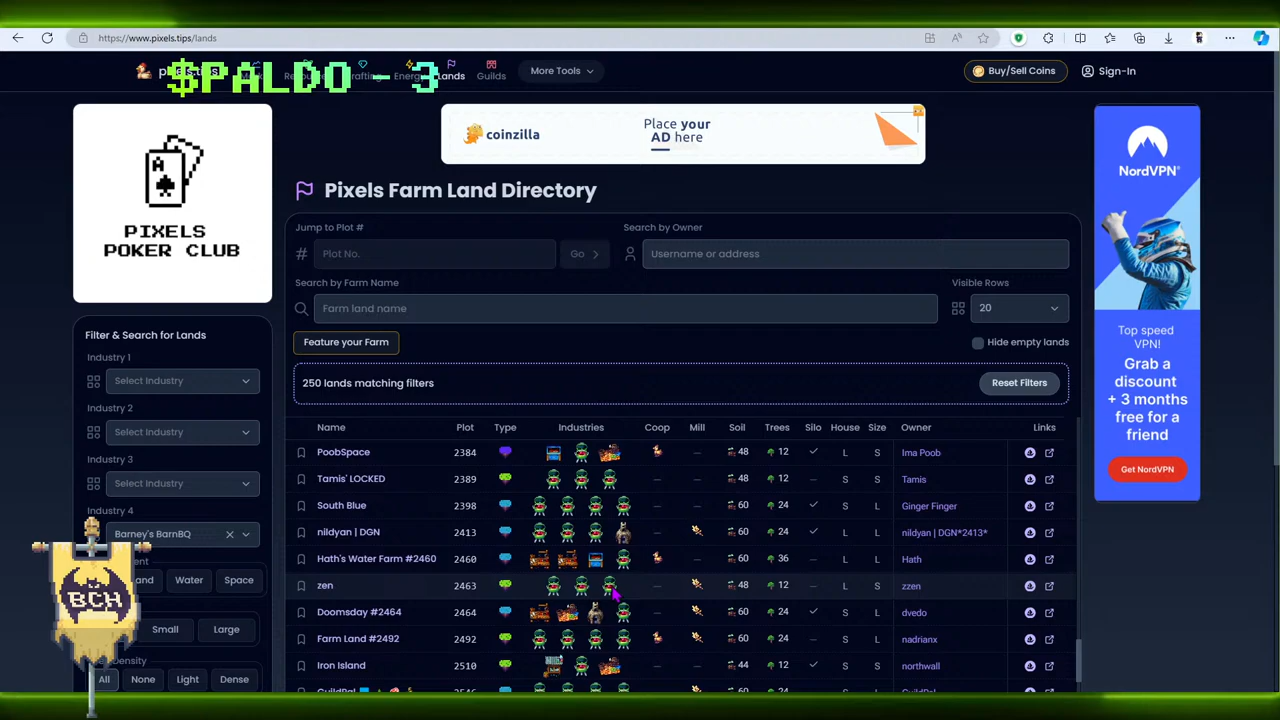 https://www.pixels.tips/lands
$PALDO - 3
Lands
Guilds
More Tools
Buy/Sell Coins
Sign-In
A
PIXELS
POKER CLUB
coinzilla
Place your
AD here
NordVPN
Top speed
VPN!
Grab a
discount
+ 3 months
free for a
friend
Get NordVPN
Pixels Farm Land Directory
Jump to Plot #
Search by Owner
# Plot No.
Go >
Username or address
Search by Farm Name
Visible Rows
Farm land name
20
Feature your Farm
Hide empty lands
250 lands matching filters
Reset Filters
Filter & Search for Lands
Industry 1
Select Industry
Industry 2
Select Industry
Industry 3
Select Industry
Industry 4
Barney's BarnBQ
Water
Space
Small
Large
All
None
Light
Dense
BCH
Name Plot Type Industries Coop Mill Soil Trees Silo House Size Owner Links
PoobSpace 2384 — 48 12 ✓ L S Ima Poob
Tamis' LOCKED 2389 — — 48 12 — L S Tamis
South Blue 2398 — — 60 24 ✓ S L Ginger Finger
nildyan | DGN 2413 — 60 24 ✓ S L nildyan | DGN*2413*
Hath's Water Farm #2460 2460 — 60 36 — L S Hath
zen 2463 — 48 12 — L L zzen
Doomsday #2464 2464 — 60 24 — S L dvedo
Farm Land #2492 2492 60 24 — S L nadrianx
Iron Island 2510 — — 44 12 ✓ S S northwall